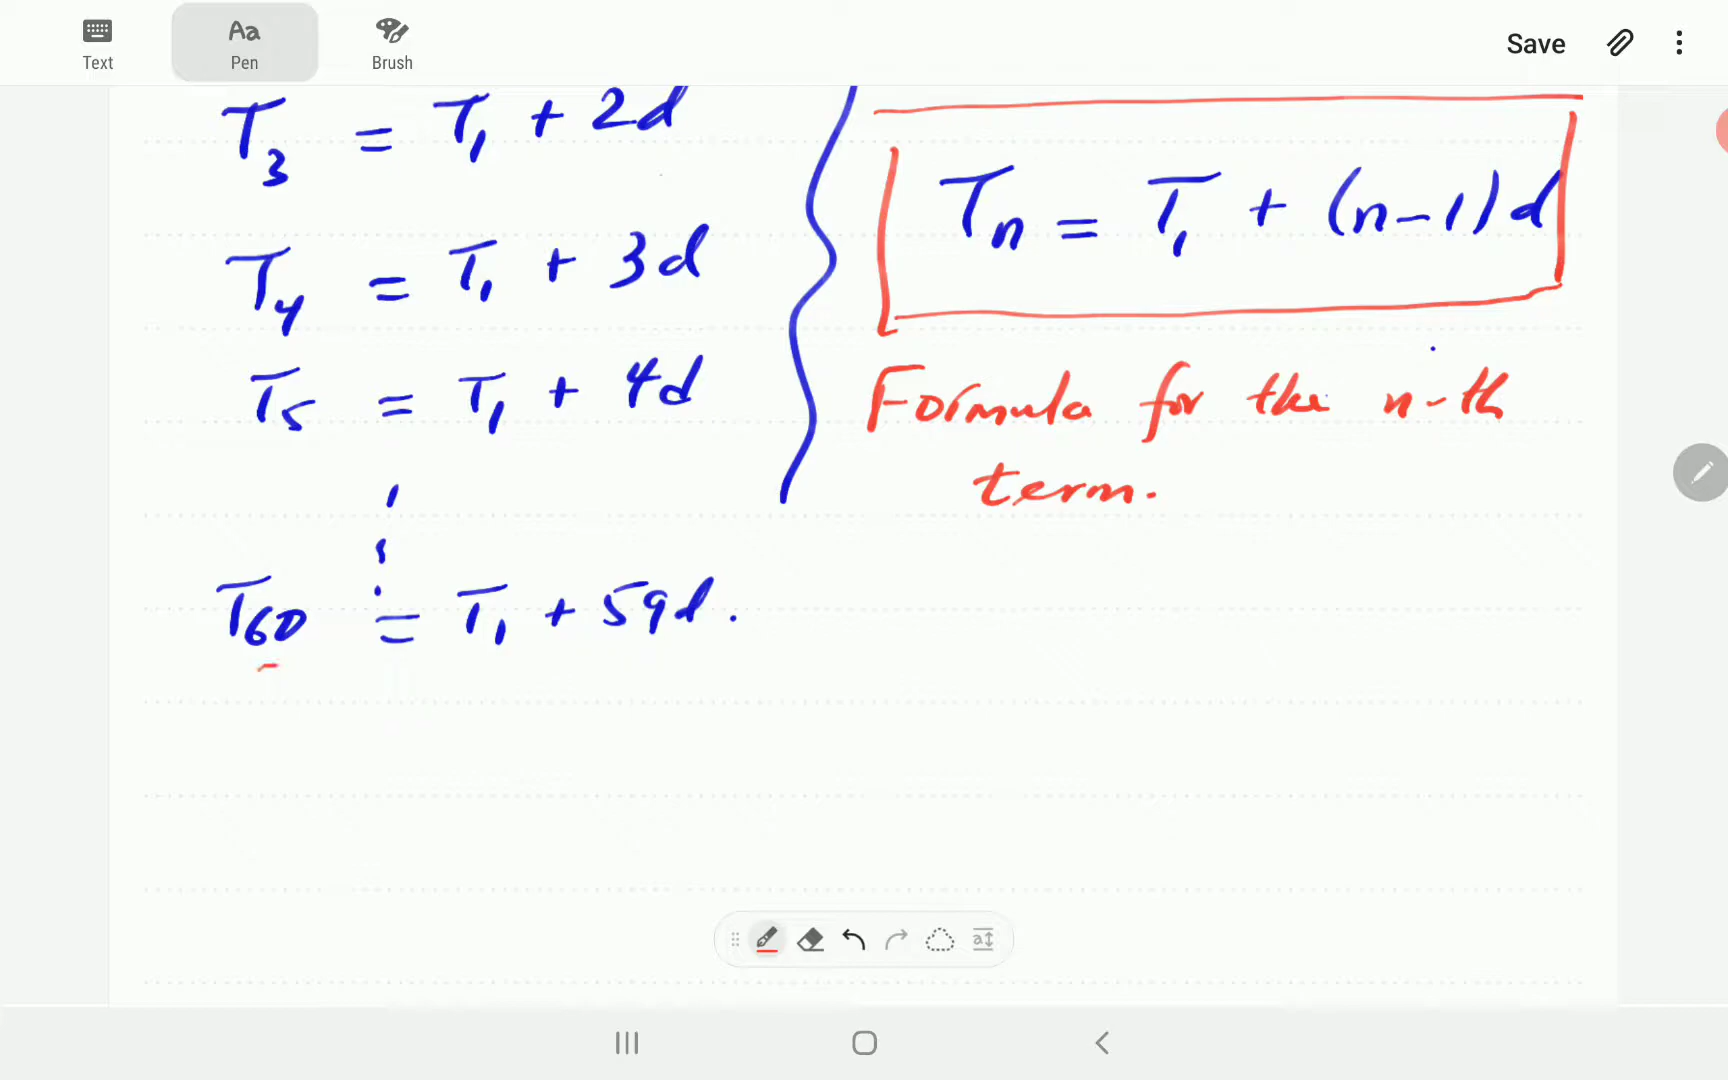 Text
Aa
Pen
Brush
Save
T₃ = T₁ + 2d
T₄ = T₁ + 3d
T₅ = T₁ + 4d
T₆₀ = T₁ + 59d.
Tₙ = T₁ + (n-1)d
Formula for the n-th
term.
a